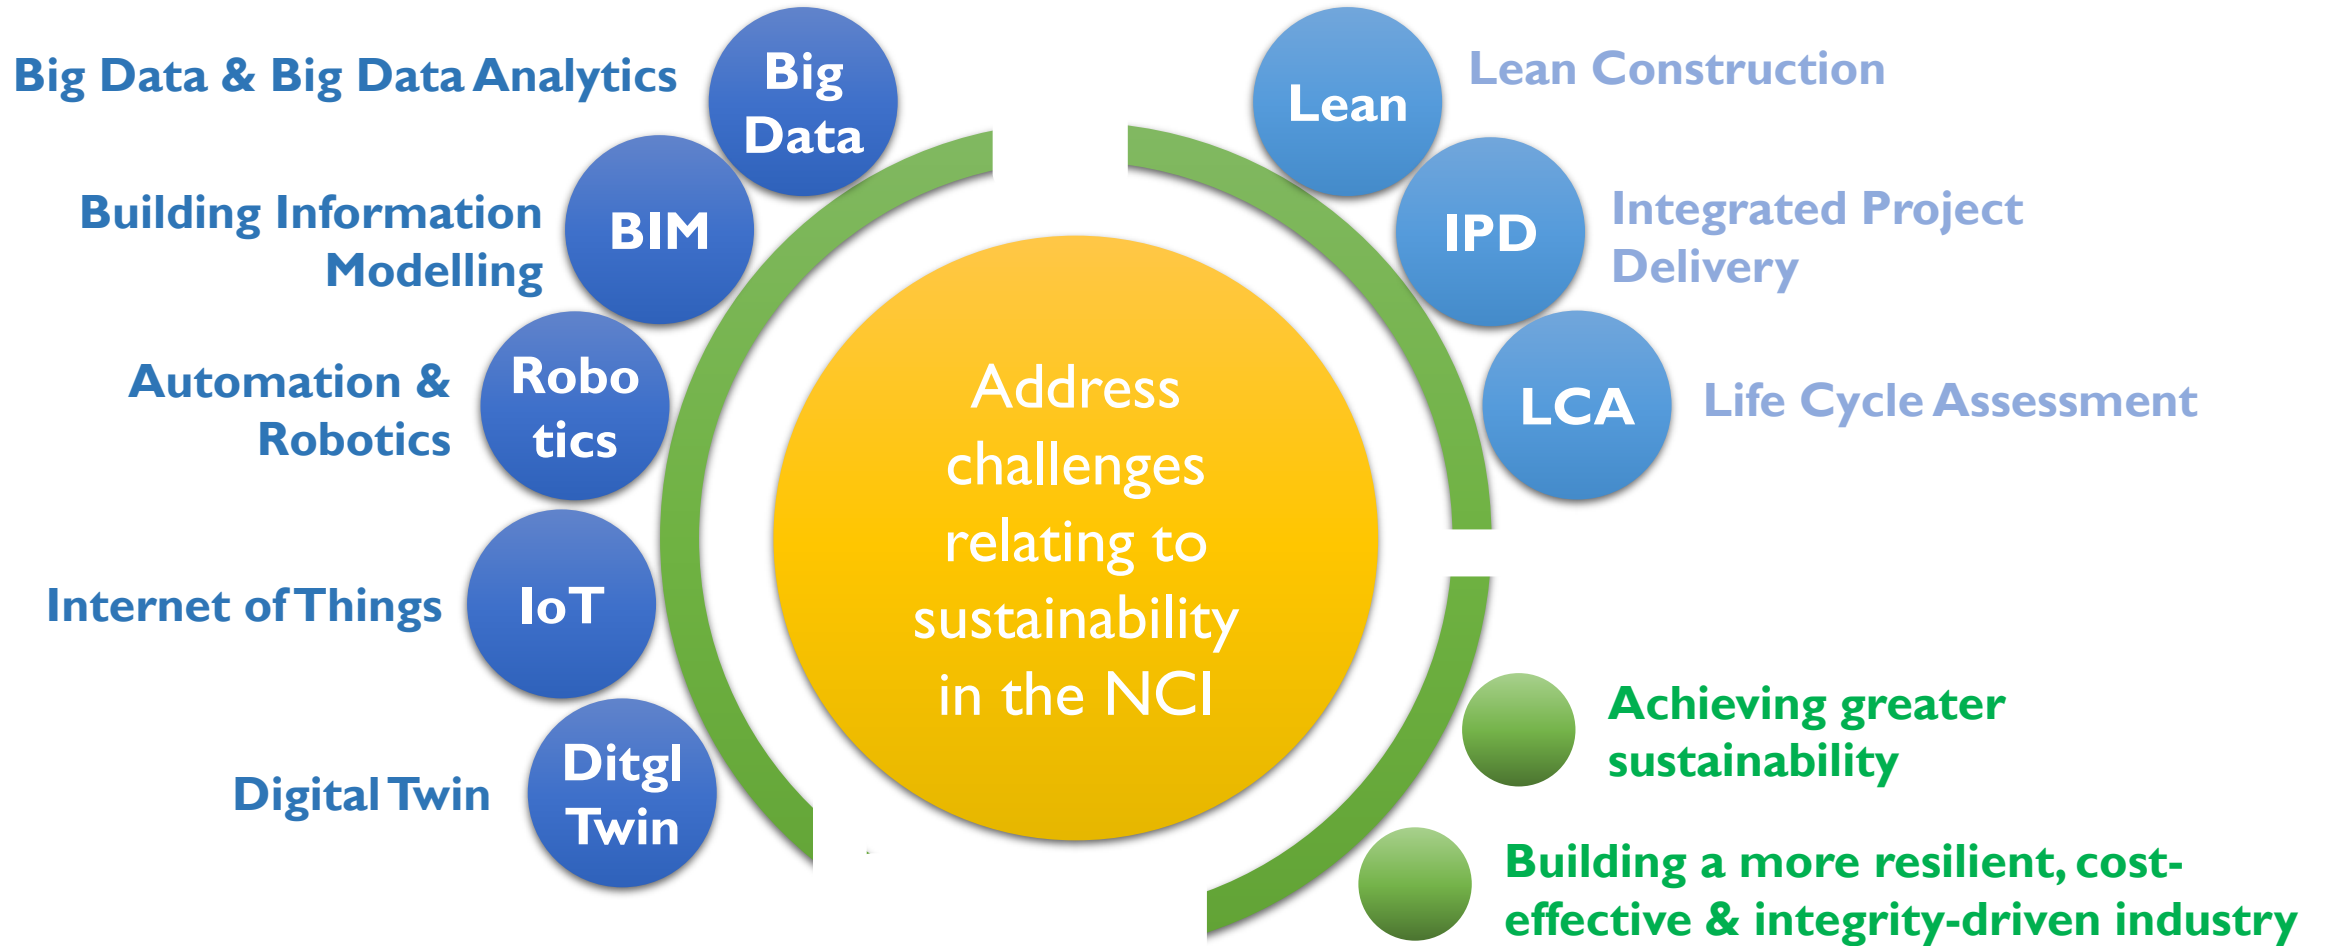 Big Data & Big Data Analytics
Big
Data
Building Information
Modelling
BIM
Automation &
Robotics
Robo
tics
Internet of Things
IoT
Digital Twin
Ditgl
Twin
Address
challenges
relating to
sustainability
in the NCI
Lean
Lean Construction
IPD
Integrated Project
Delivery
LCA
Life Cycle Assessment
Achieving greater
sustainability
Building a more resilient, cost-
effective & integrity-driven industry